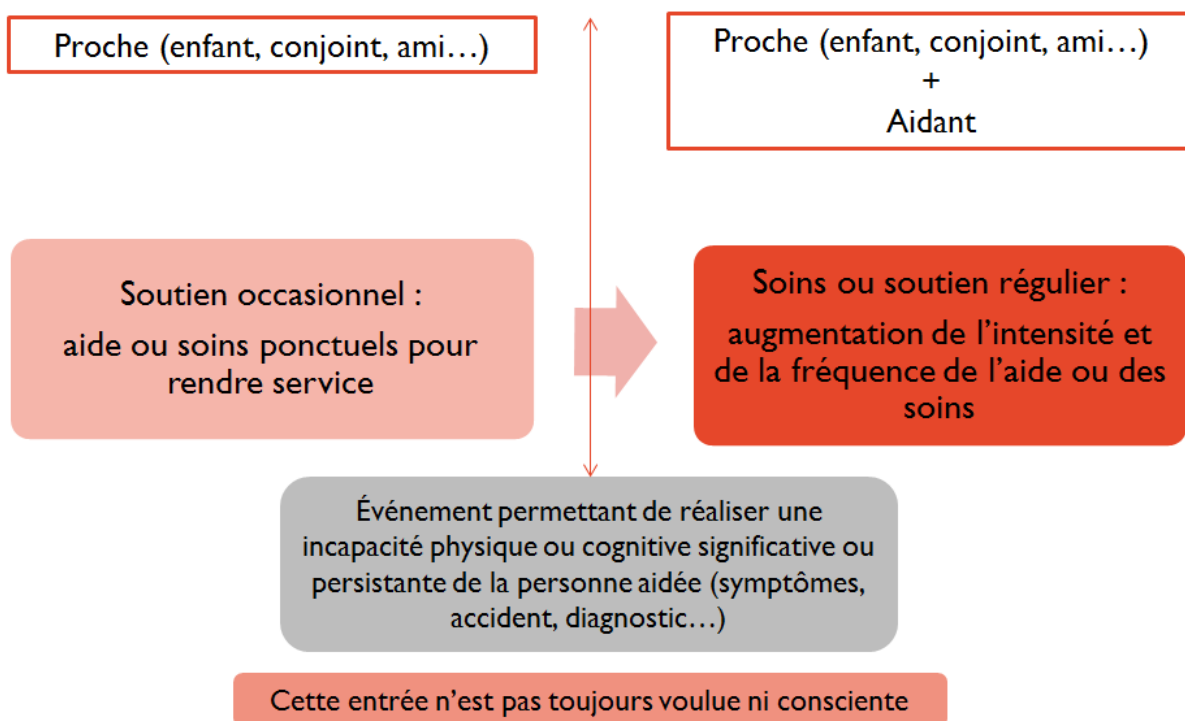 Proche (enfant, conjoint, ami…)
Proche (enfant, conjoint, ami…)
+
Aidant
Soutien occasionnel :
aide ou soins ponctuels pour
rendre service
Soins ou soutien régulier :
augmentation de l’intensité et
de la fréquence de l’aide ou des
soins
Événement permettant de réaliser une
incapacité physique ou cognitive significative ou
persistante de la personne aidée (symptômes,
accident, diagnostic…)
Cette entrée n’est pas toujours voulue ni consciente